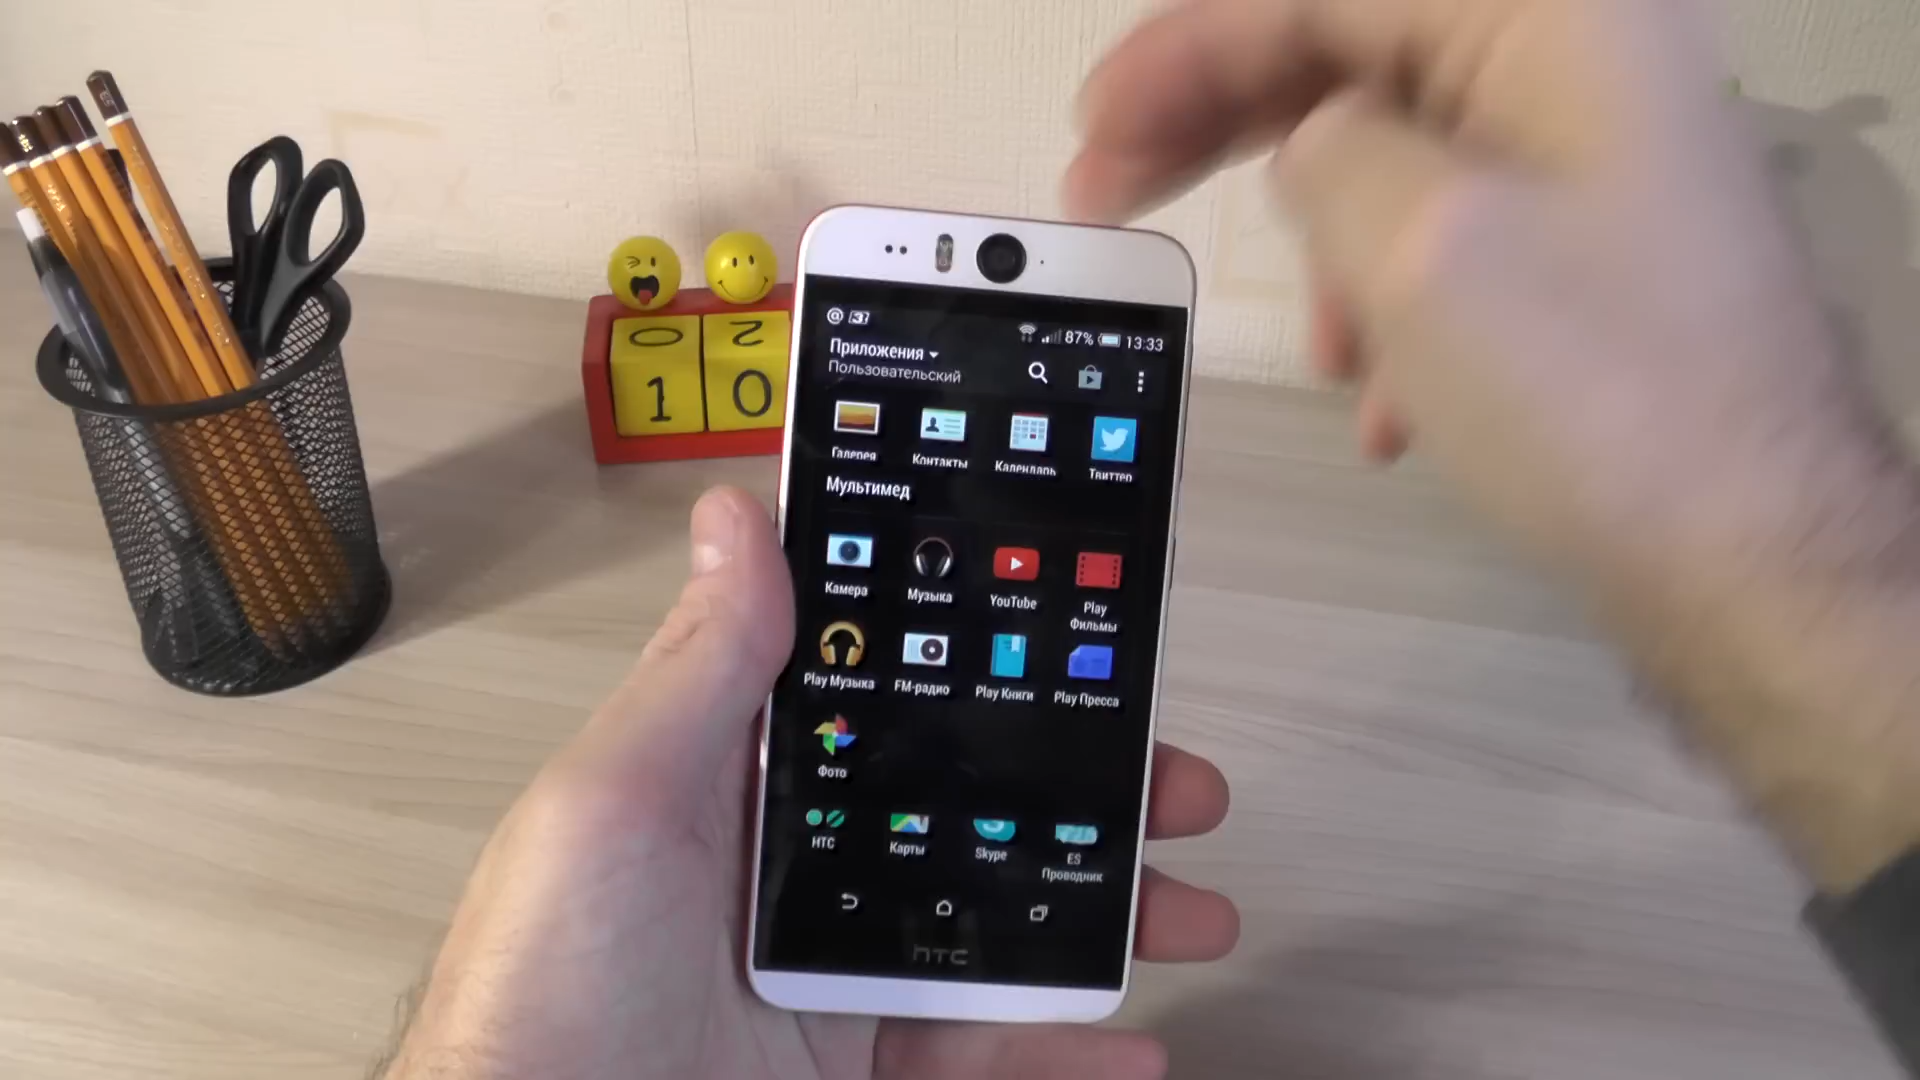 0 2
1 0
@ 37 87% 13:33
Приложения
Пользовательский
Галерея Контакты Календарь Твиттер
Мультимед
Камера Музыка YouTube Play Фильмы
Play Музыка FM-радио Play Книги Play Пресса
Фото
HTC Карты Skype ES Проводник
hTC